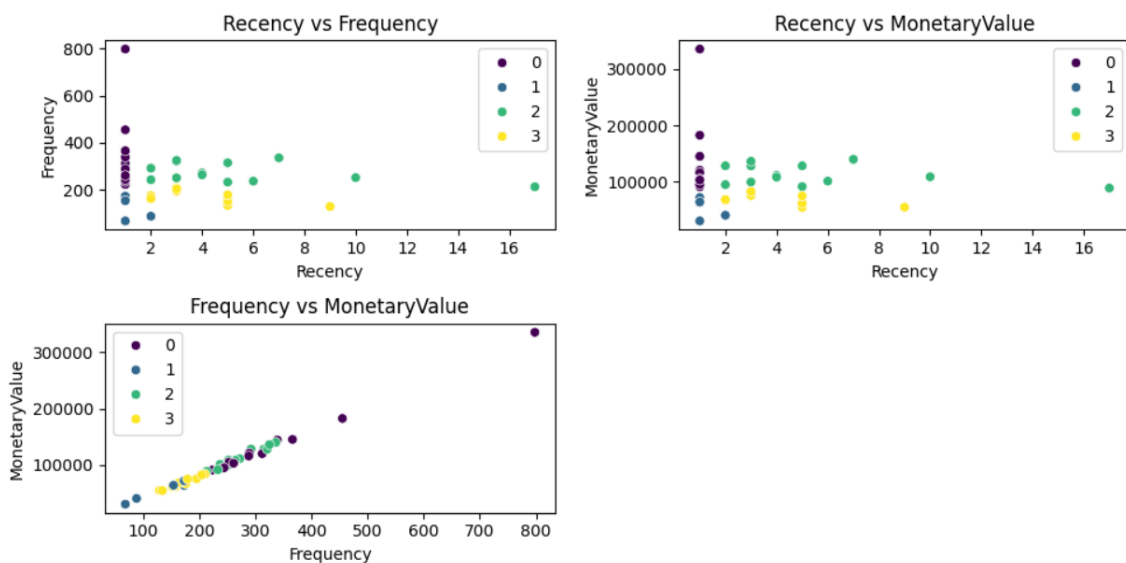 Recency vs Frequency
800
600
400
200
Frequency
0
1
2
3
2 4 6 8 10 12 14 16
Recency
Recency vs MonetaryValue
300000
200000
100000
MonetaryValue
0
1
2
3
2 4 6 8 10 12 14 16
Recency
Frequency vs MonetaryValue
300000
200000
100000
MonetaryValue
0
1
2
3
100 200 300 400 500 600 700 800
Frequency